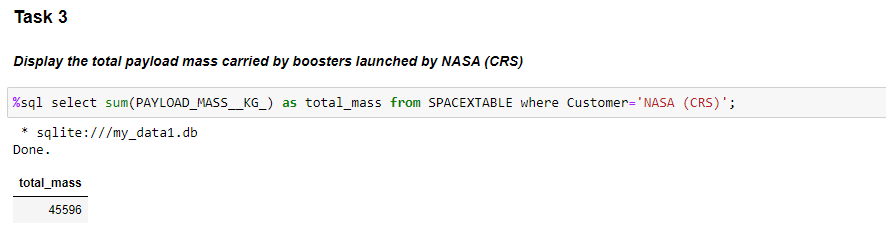 Task 3
Display the total payload mass carried by boosters launched by NASA (CRS)
%sql select sum(PAYLOAD_MASS__KG_) as total_mass from SPACEXTABLE where Customer='NASA (CRS)';
* sqlite:///my_data1.db
Done.
total_mass
45596